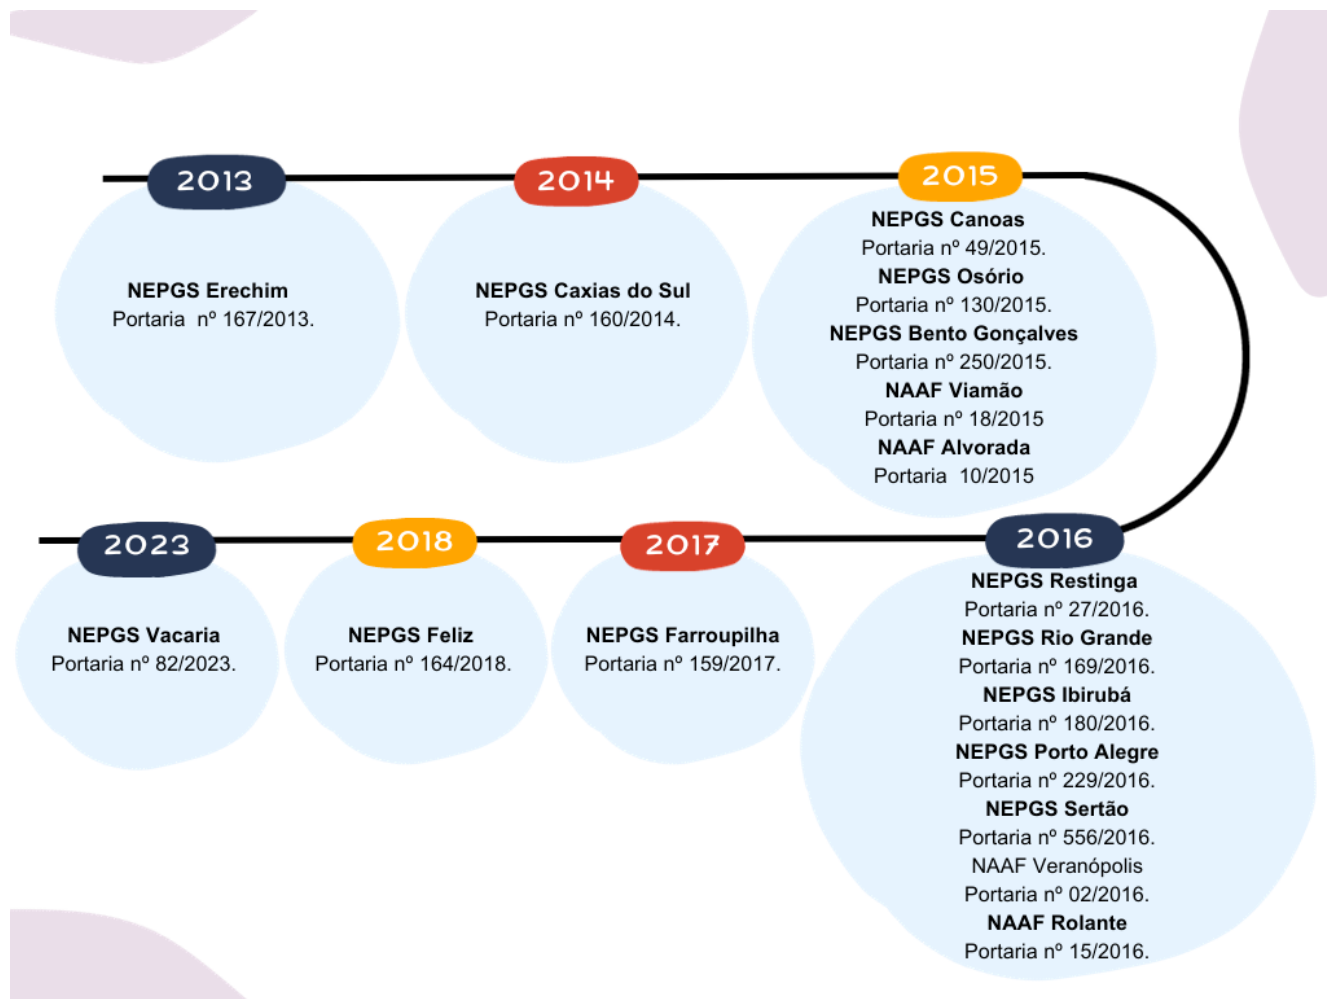 2013
NEPGS Erechim
Portaria  nº 167/2013.
2014
NEPGS Caxias do Sul
Portaria nº 160/2014.
2015
NEPGS Canoas
Portaria nº 49/2015.
NEPGS Osório
Portaria nº 130/2015.
NEPGS Bento Gonçalves
Portaria nº 250/2015.
NAAF Viamão
Portaria nº 18/2015
NAAF Alvorada
Portaria  10/2015
2016
NEPGS Restinga
Portaria nº 27/2016.
NEPGS Rio Grande
Portaria nº 169/2016.
NEPGS Ibirubá
Portaria nº 180/2016.
NEPGS Porto Alegre
Portaria nº 229/2016.
NEPGS Sertão
Portaria nº 556/2016.
NAAF Veranópolis
Portaria nº 02/2016.
NAAF Rolante
Portaria nº 15/2016.
2017
NEPGS Farroupilha
Portaria nº 159/2017.
2018
NEPGS Feliz
Portaria nº 164/2018.
2023
NEPGS Vacaria
Portaria nº 82/2023.